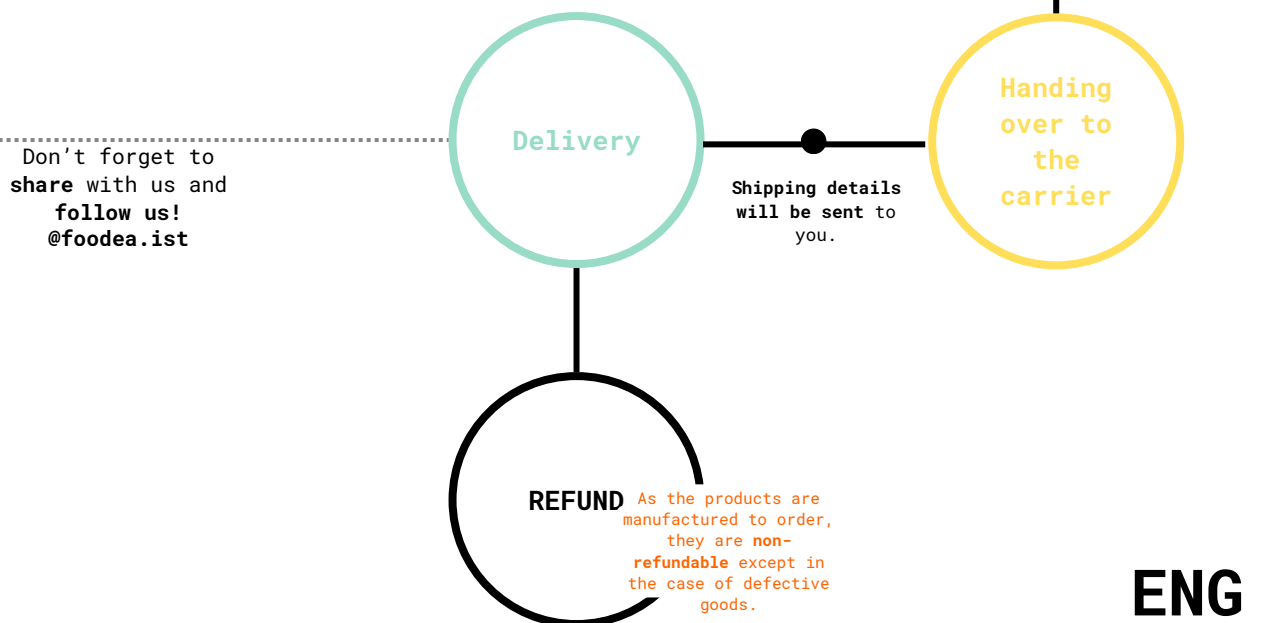 Don’t forget to
share with us and
follow us!
@foodea.ist
Delivery
Shipping details
will be sent to
you.
Handing
over to
the
carrier
REFUND
As the products are
manufactured to order,
they are non-
refundable except in
the case of defective
goods.
ENG